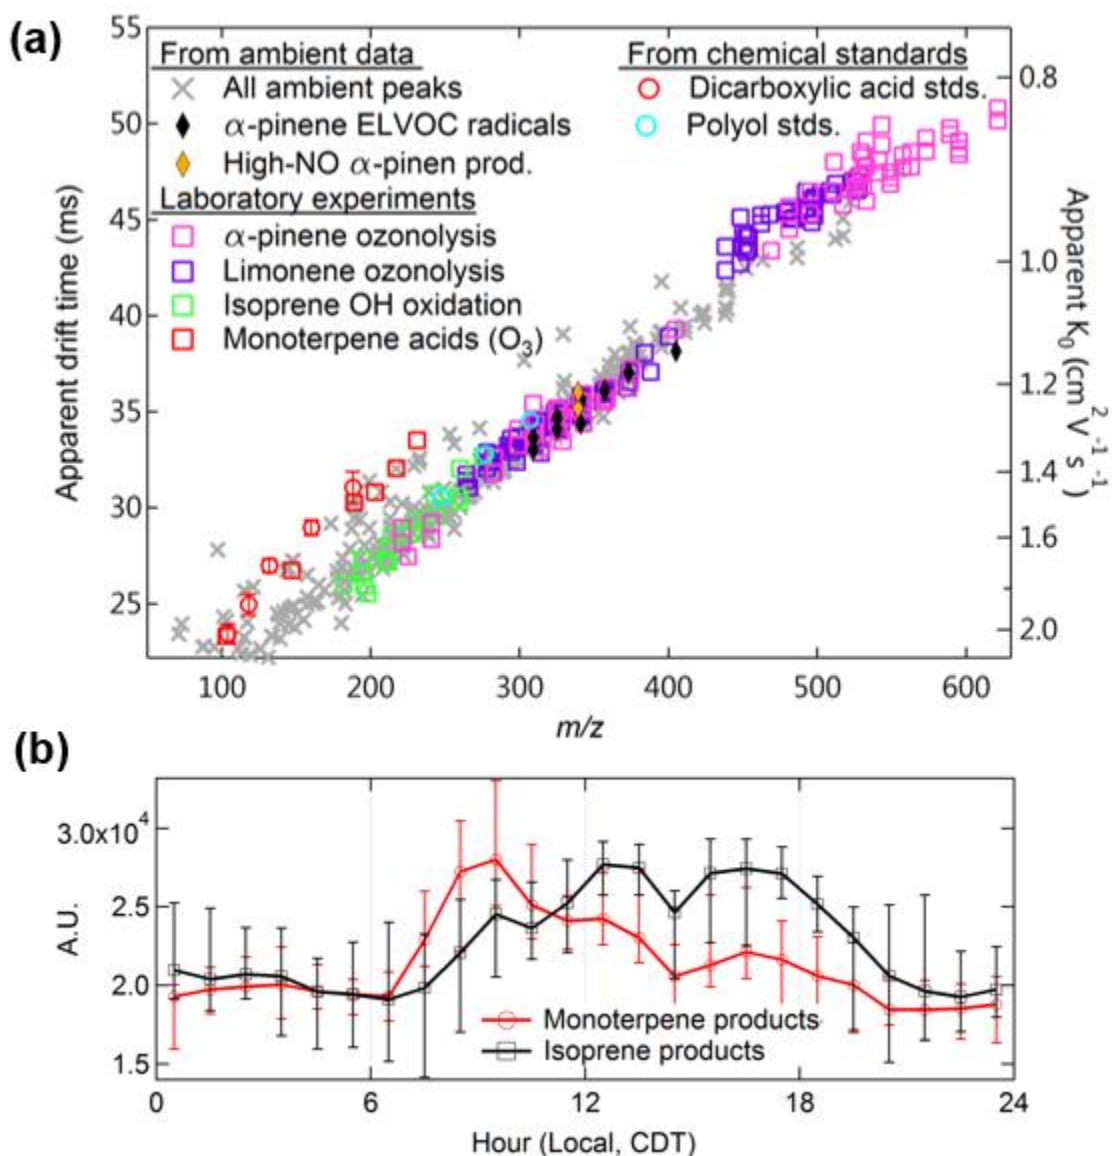 (a)
55
50
45
40
35
30
25
Apparent drift time (ms)
From ambient data
All ambient peaks
α-pinene ELVOC radicals
High-NO α-pinen prod.
Laboratory experiments
α-pinene ozonolysis
Limonene ozonolysis
Isoprene OH oxidation
Monoterpene acids (O₃)
From chemical standards
Dicarboxylic acid stds.
Polyol stds.
0.8
1.0
1.2
1.4
1.6
2.0
Apparent K₀ (cm² V⁻¹ s⁻¹)
100 200 300 400 500 600
m/z
(b)
3.0x10⁴
2.5
2.0
1.5
A.U.
Monoterpene products
Isoprene products
0 6 12 18 24
Hour (Local, CDT)